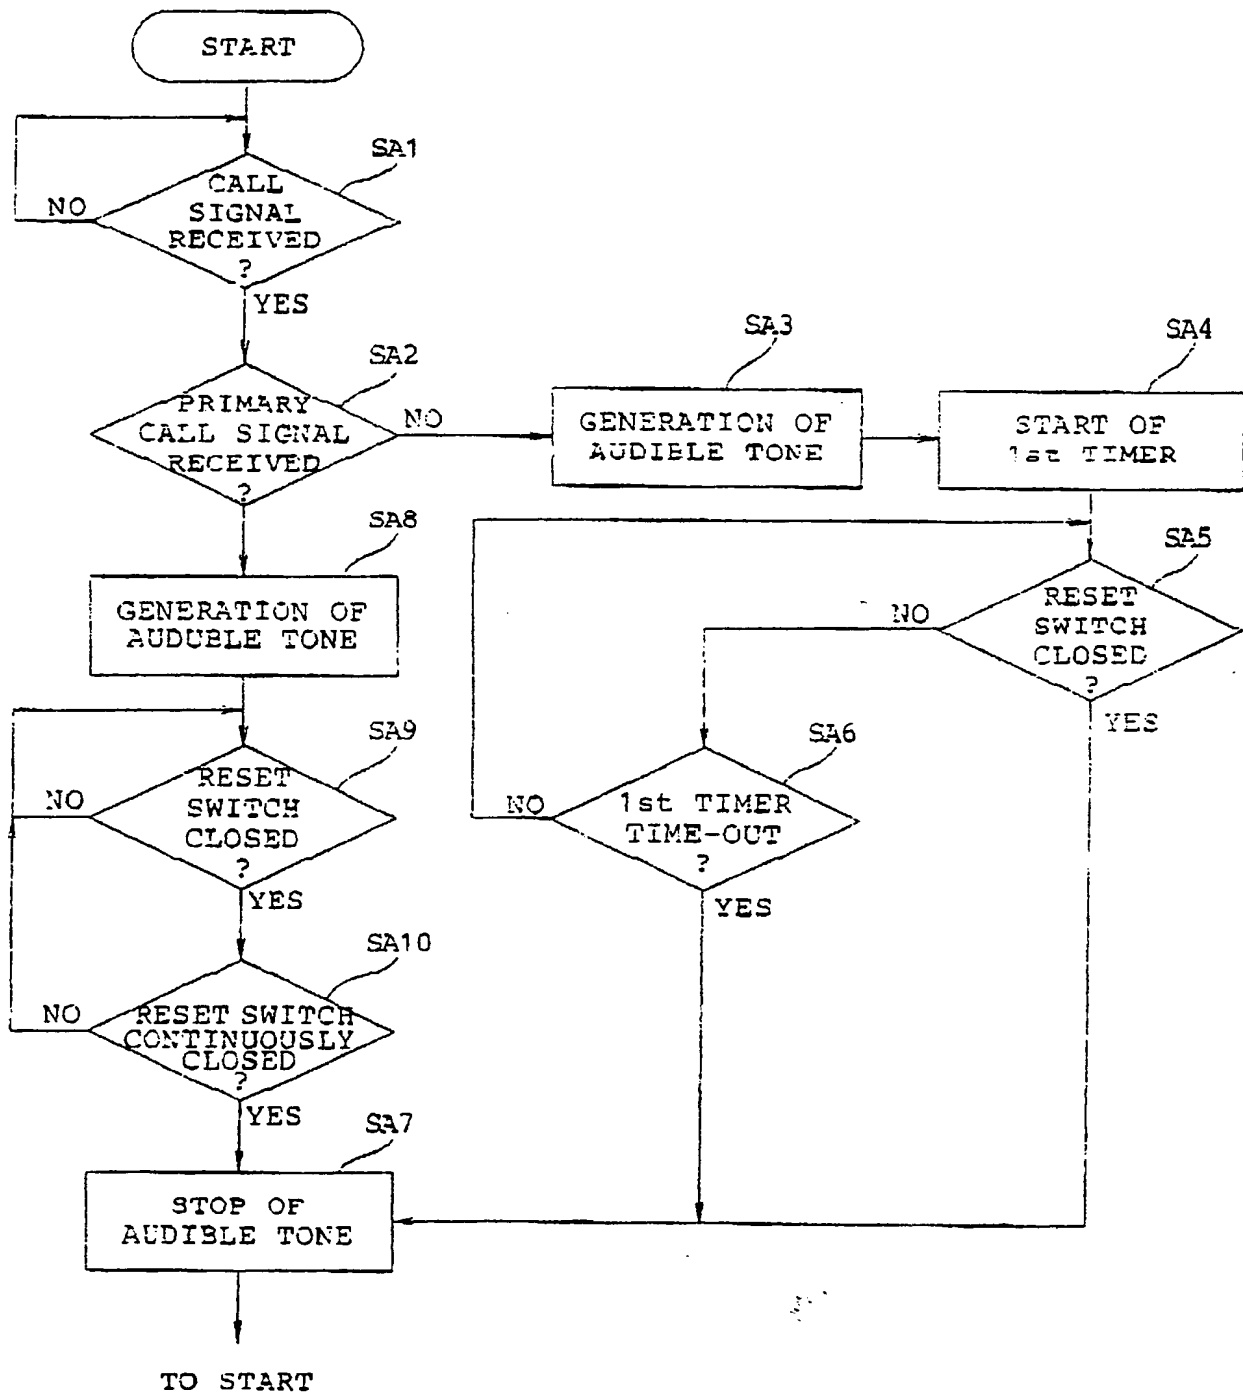 START
SA1
CALL
SIGNAL
RECEIVED
?
NO
YES
SA2
PRIMARY
CALL SIGNAL
RECEIVED
?
NO
SA3
GENERATION OF
AUDIBLE TONE
SA4
START OF
1st TIMER
SA8
GENERATION OF
AUDUBLE TONE
SA5
RESET
SWITCH
CLOSED
?
NO
YES
SA9
RESET
SWITCH
CLOSED
?
NO
YES
SA6
1st TIMER
TIME-OUT
?
NO
YES
SA10
RESET SWITCH
CONTINUOUSLY
CLOSED
?
NO
YES
SA7
STOP OF
AUDIBLE TONE
TO START